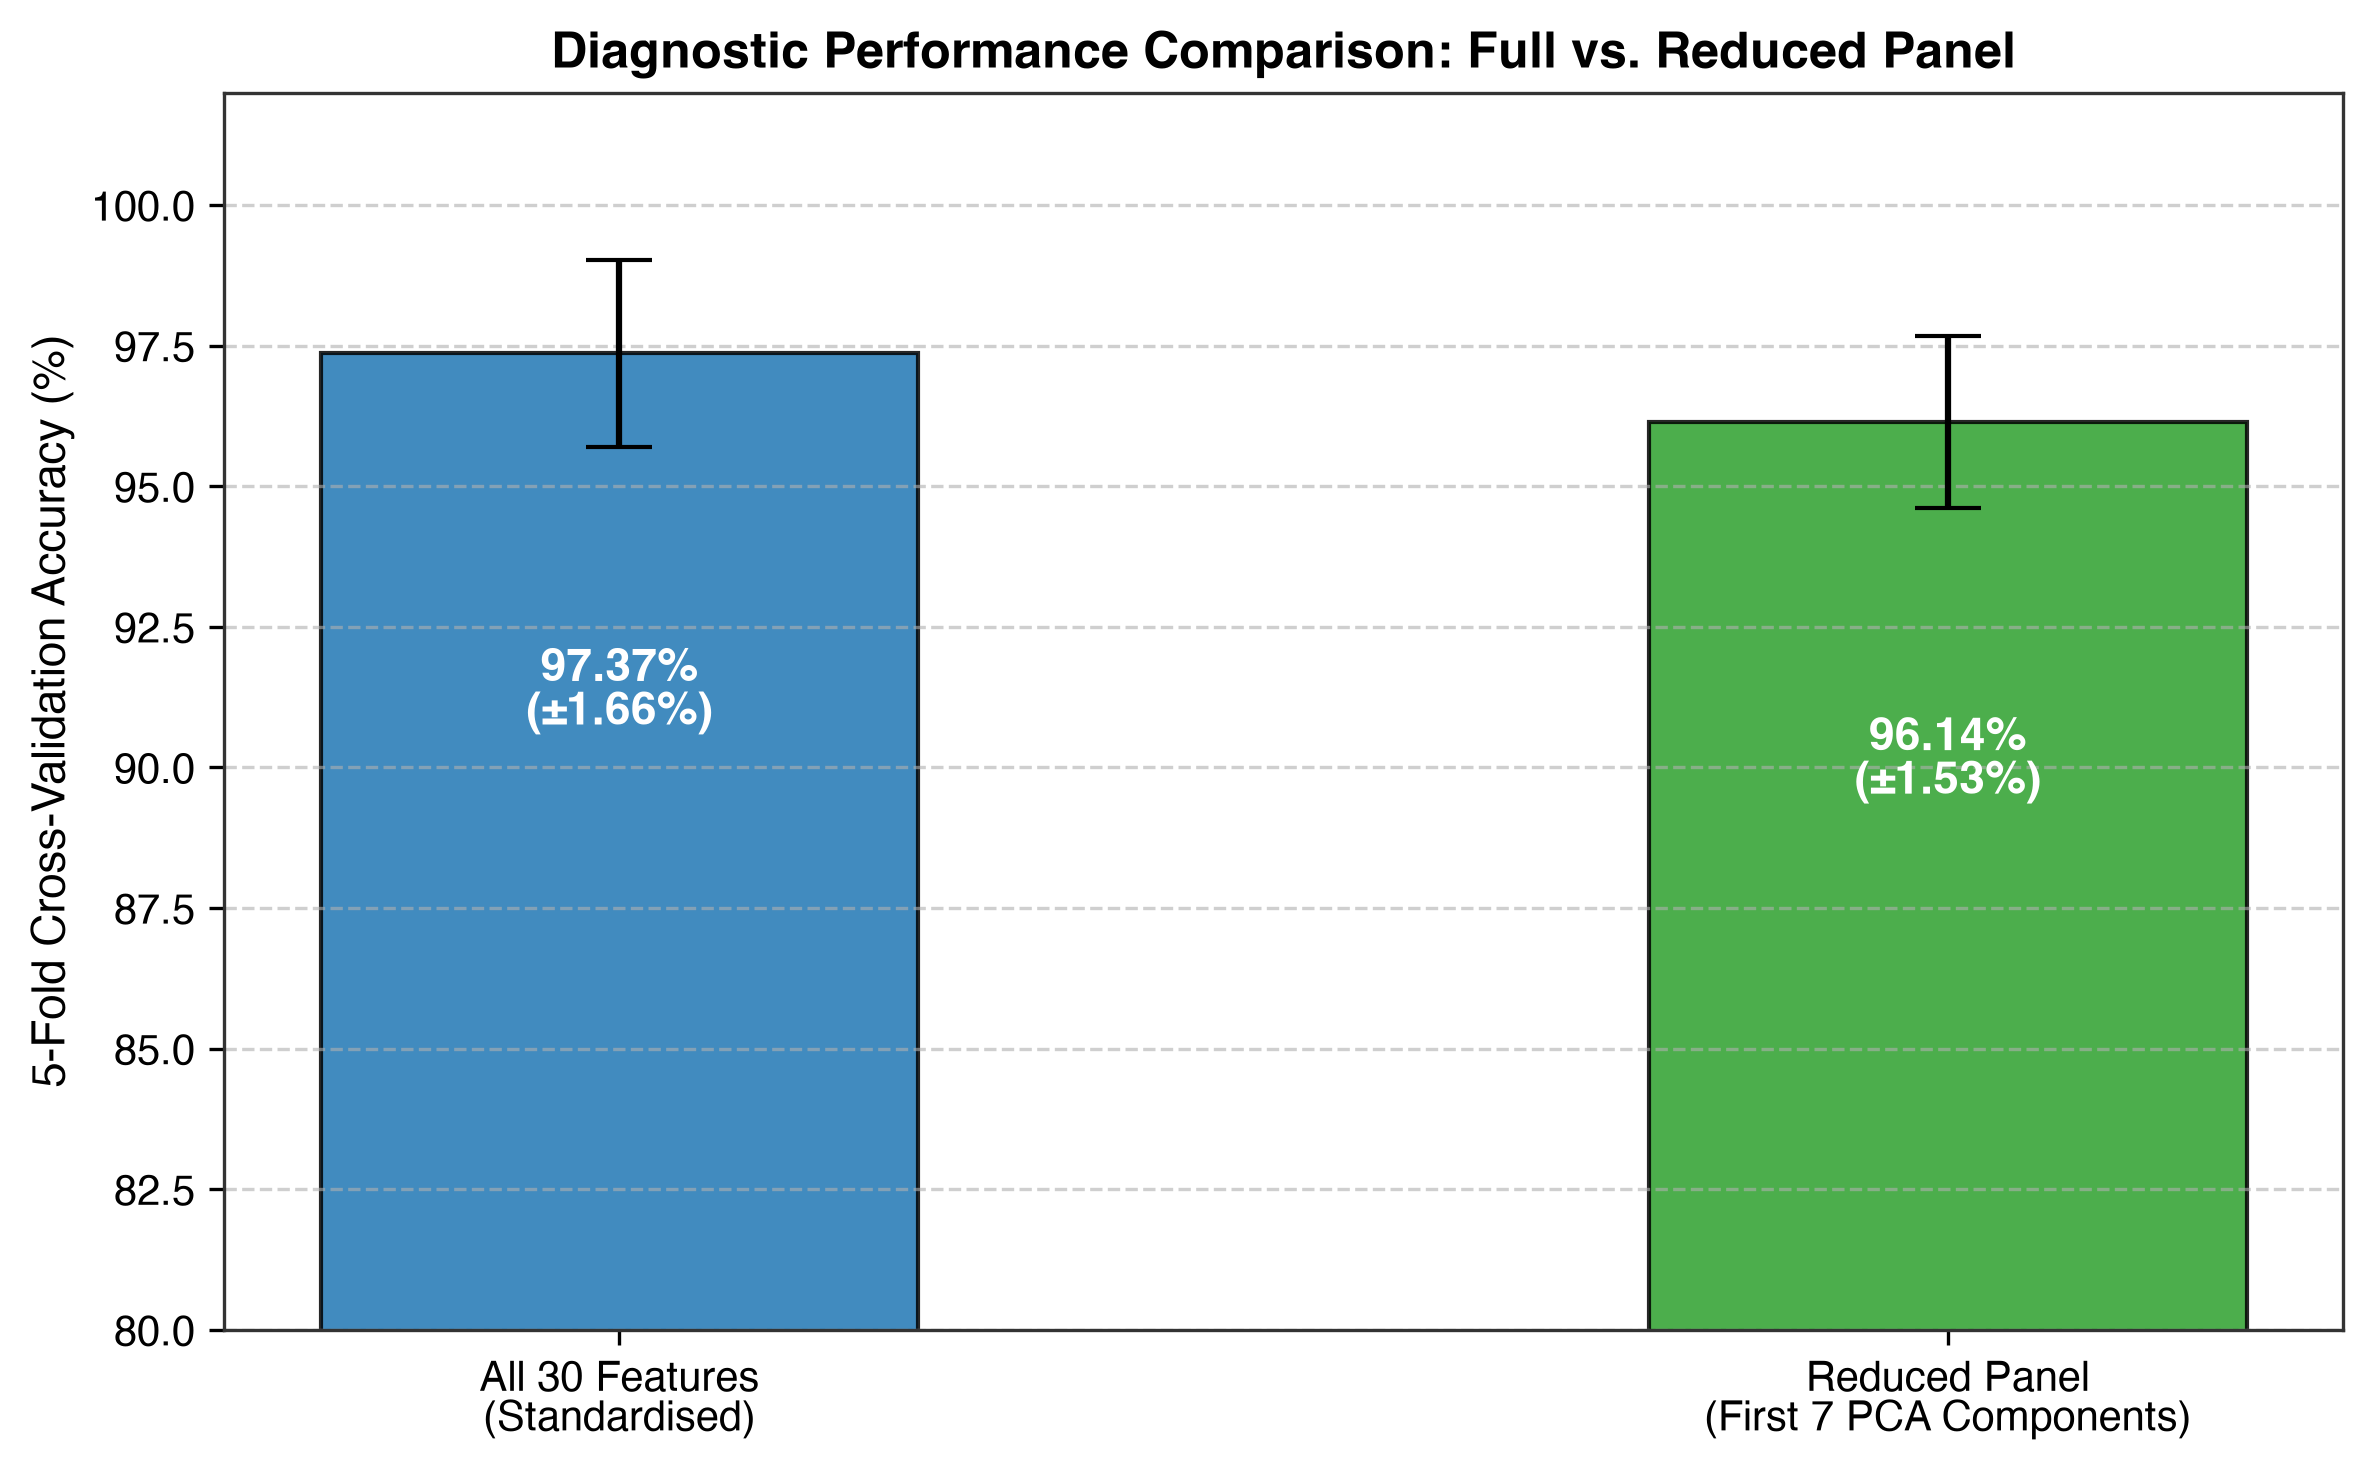 Diagnostic Performance Comparison: Full vs. Reduced Panel
5-Fold Cross-Validation Accuracy (%)
100.0
97.5
95.0
92.5
90.0
87.5
85.0
82.5
80.0
97.37%
(±1.66%)
96.14%
(±1.53%)
All 30 Features
(Standardised)
Reduced Panel
(First 7 PCA Components)